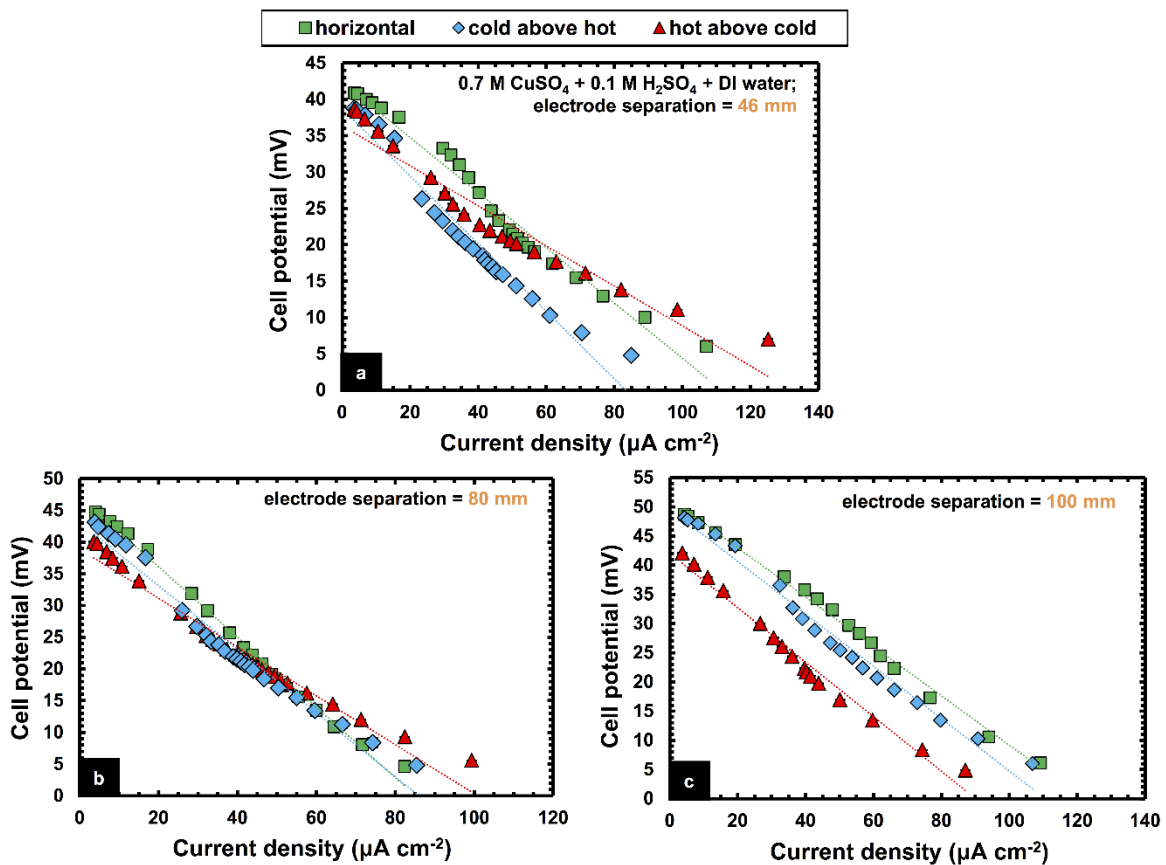 horizontal cold above hot hot above cold
45
40
35
30
25
20
15
10
5
0
Cell potential (mV)
0.7 M CuSO₄ + 0.1 M H₂SO₄ + DI water;
electrode separation = 46 mm
a
0 20 40 60 80 100 120 140
Current density (µA cm⁻²)
50
45
40
35
30
25
20
15
10
5
0
Cell potential (mV)
electrode separation = 80 mm
b
0 20 40 60 80 100 120
Current density (µA cm⁻²)
55
50
45
40
35
30
25
20
15
10
5
0
Cell potential (mV)
electrode separation = 100 mm
c
0 20 40 60 80 100 120 140
Current density (µA cm⁻²)